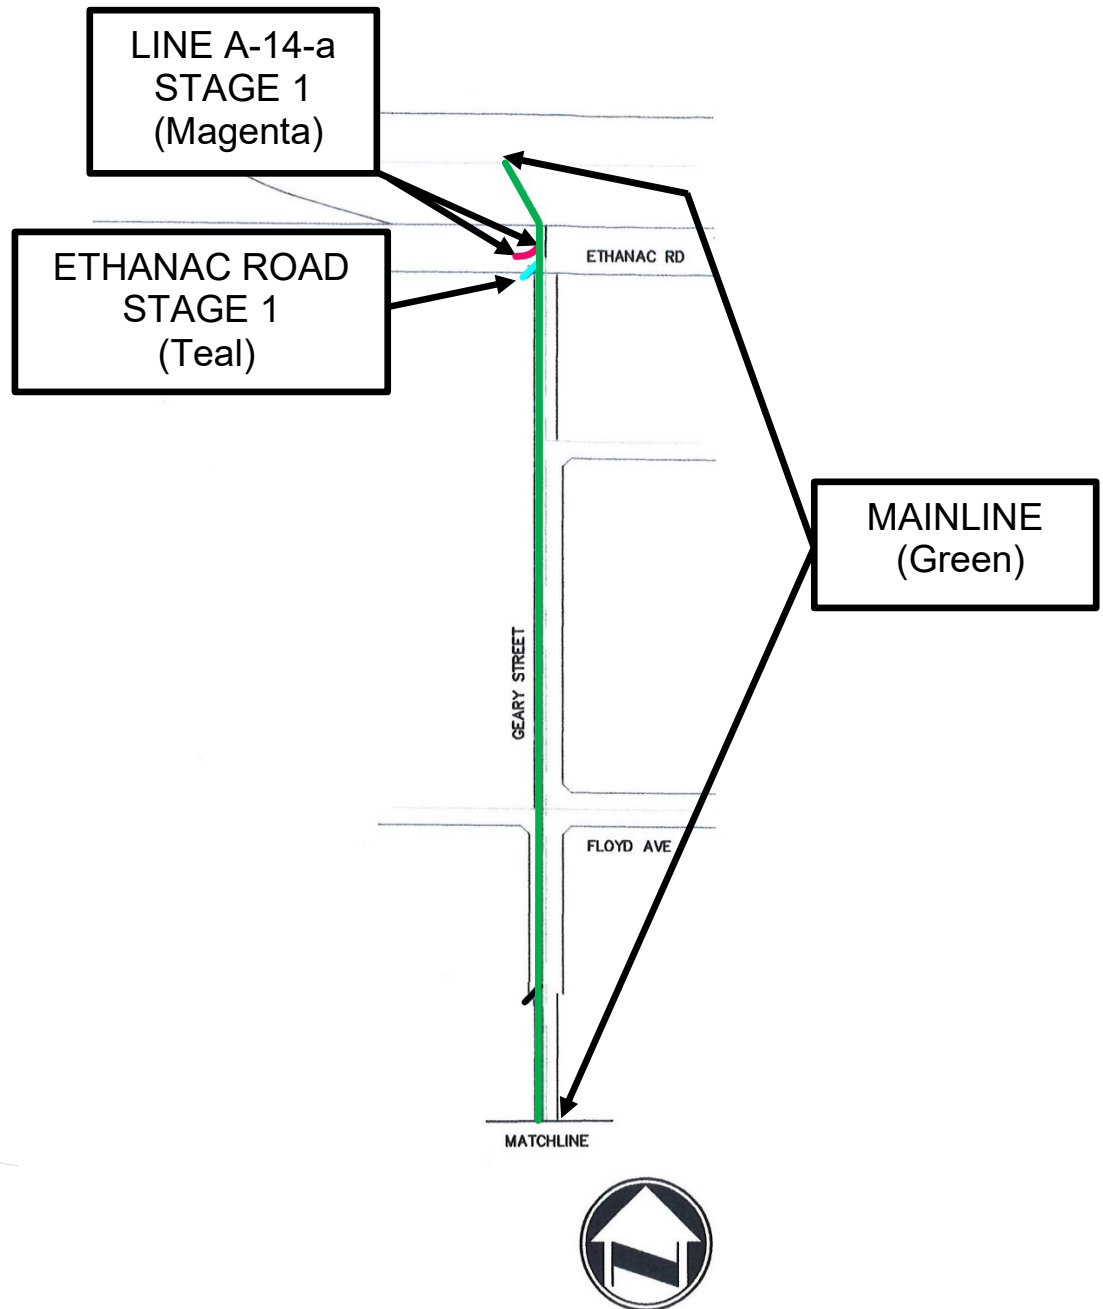 LINE A-14-a
STAGE 1
(Magenta)
ETHANAC ROAD
STAGE 1
(Teal)
ETHANAC RD
MAINLINE
(Green)
GEARY STREET
FLOYD AVE
MATCHLINE